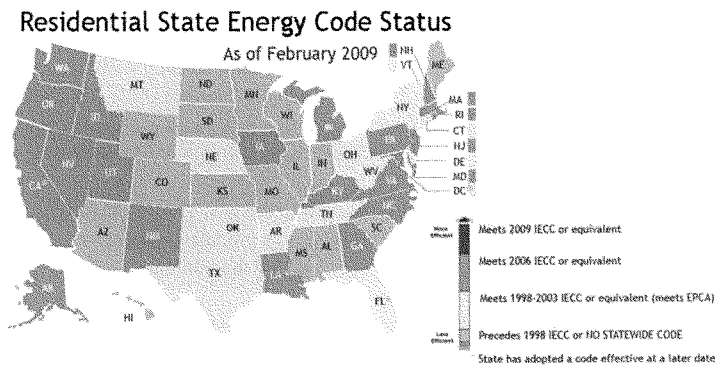 Residential State Energy Code Status
As of February 2009
NH
VT
ME
WA
MT
ND
MN
OR
ID
WI
NY
MA
SD
WY
MI
RI
CT
IA
PA
NJ
NE
OH
DE
NV
UT
IL
IN
WV
MD
CA
CO
KS
MO
KY
VA
DC
TN
NC
AZ
NM
OK
AR
SC
MS
AL
GA
TX
LA
FL
AK
HI
More
Efficient
Meets 2009 IECC or equivalent
Meets 2006 IECC or equivalent
Meets 1998-2003 IECC or equivalent (meets EPCA)
Less
Efficient
Precedes 1998 IECC or NO STATEWIDE CODE
State has adopted a code effective at a later date